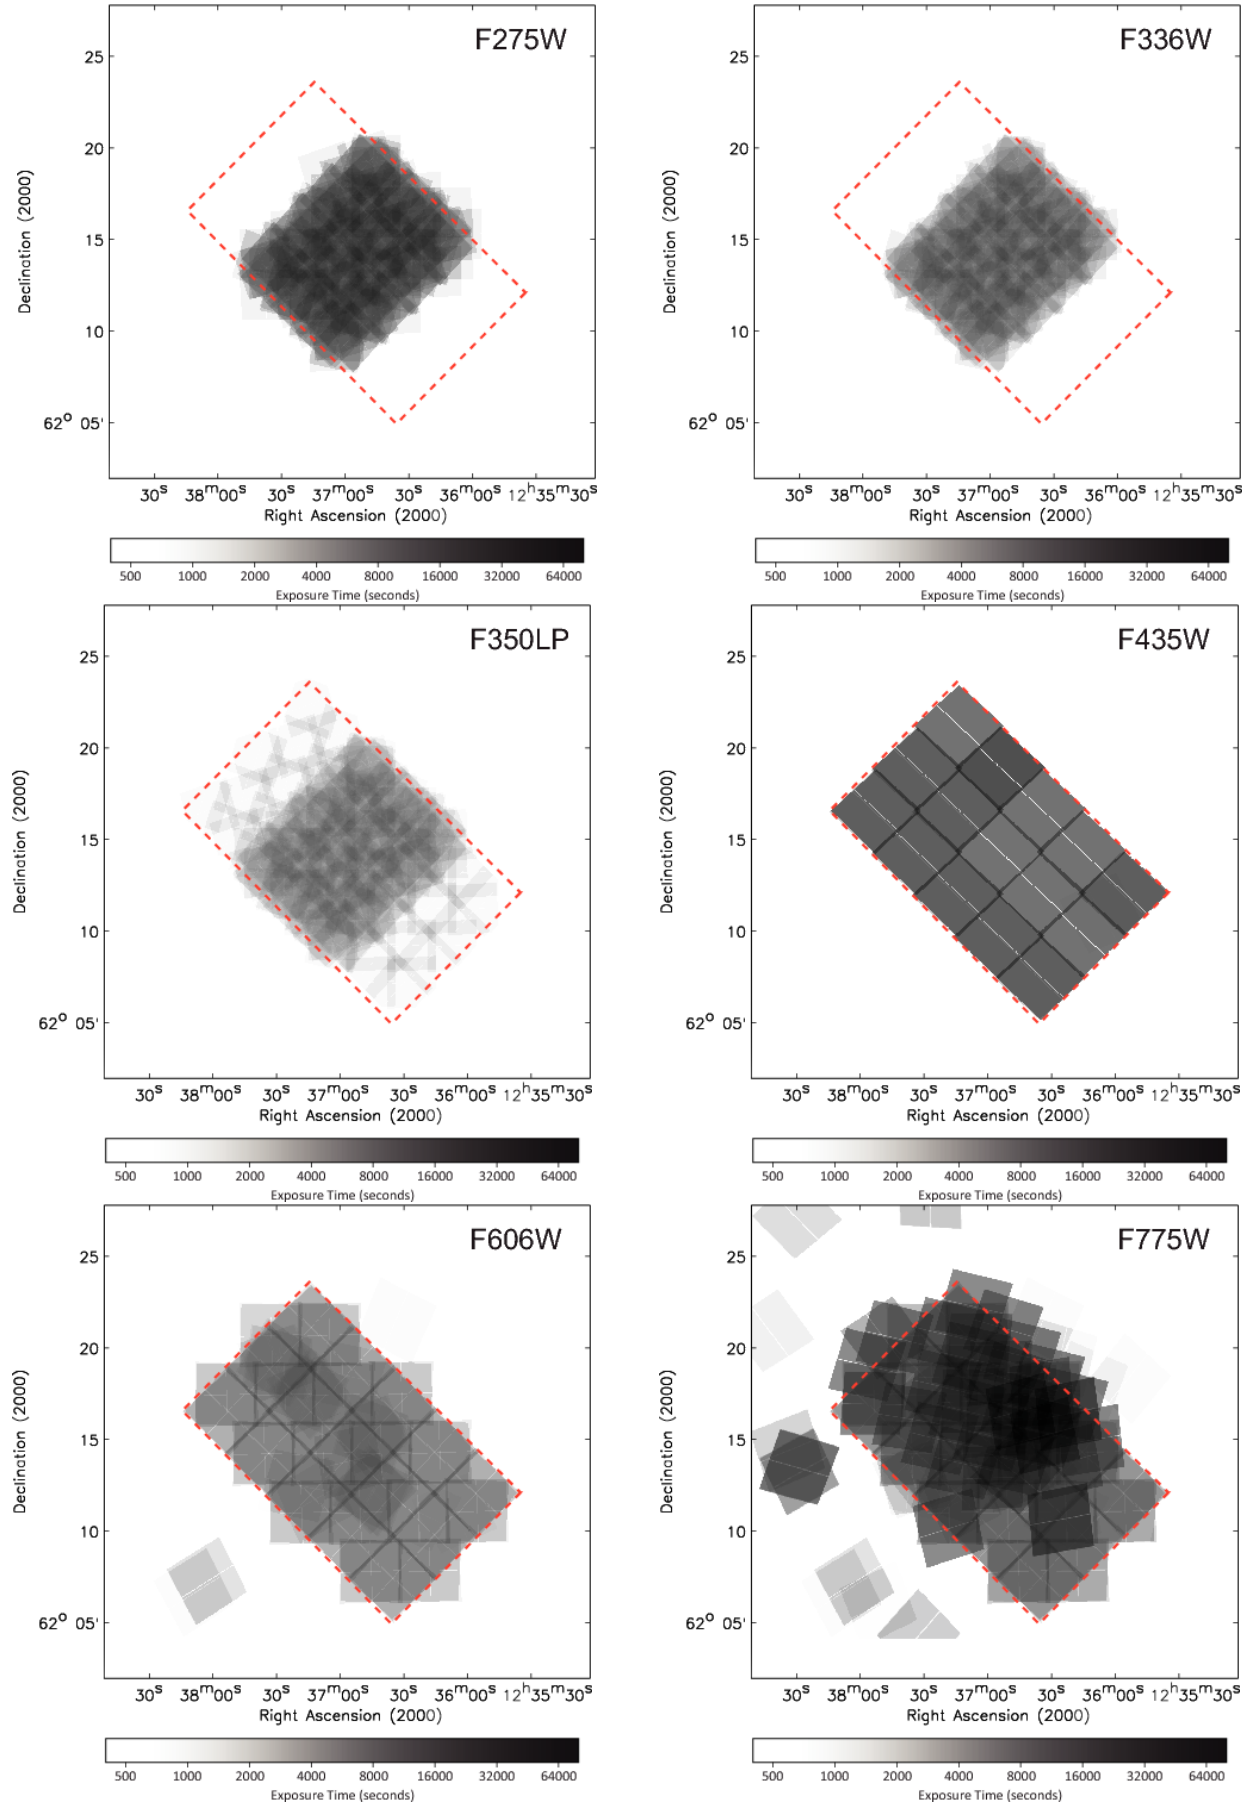 F275W
25
20
15
10
62° 05'
Declination (2000)
30ˢ 38ᵐ00ˢ 30ˢ 37ᵐ00ˢ 30ˢ 36ᵐ00ˢ 12ʰ35ᵐ30ˢ
Right Ascension (2000)
500 1000 2000 4000 8000 16000 32000 64000
Exposure Time (seconds)
F336W
25
20
15
10
62° 05'
Declination (2000)
30ˢ 38ᵐ00ˢ 30ˢ 37ᵐ00ˢ 30ˢ 36ᵐ00ˢ 12ʰ35ᵐ30ˢ
Right Ascension (2000)
500 1000 2000 4000 8000 16000 32000 64000
Exposure Time (seconds)
F350LP
25
20
15
10
62° 05'
Declination (2000)
30ˢ 38ᵐ00ˢ 30ˢ 37ᵐ00ˢ 30ˢ 36ᵐ00ˢ 12ʰ35ᵐ30ˢ
Right Ascension (2000)
500 1000 2000 4000 8000 16000 32000 64000
Exposure Time (seconds)
F435W
25
20
15
10
62° 05'
Declination (2000)
30ˢ 38ᵐ00ˢ 30ˢ 37ᵐ00ˢ 30ˢ 36ᵐ00ˢ 12ʰ35ᵐ30ˢ
Right Ascension (2000)
500 1000 2000 4000 8000 16000 32000 64000
Exposure Time (seconds)
F606W
25
20
15
10
62° 05'
Declination (2000)
30ˢ 38ᵐ00ˢ 30ˢ 37ᵐ00ˢ 30ˢ 36ᵐ00ˢ 12ʰ35ᵐ30ˢ
Right Ascension (2000)
500 1000 2000 4000 8000 16000 32000 64000
Exposure Time (seconds)
F775W
25
20
15
10
62° 05'
Declination (2000)
30ˢ 38ᵐ00ˢ 30ˢ 37ᵐ00ˢ 30ˢ 36ᵐ00ˢ 12ʰ35ᵐ30ˢ
Right Ascension (2000)
500 1000 2000 4000 8000 16000 32000 64000
Exposure Time (seconds)